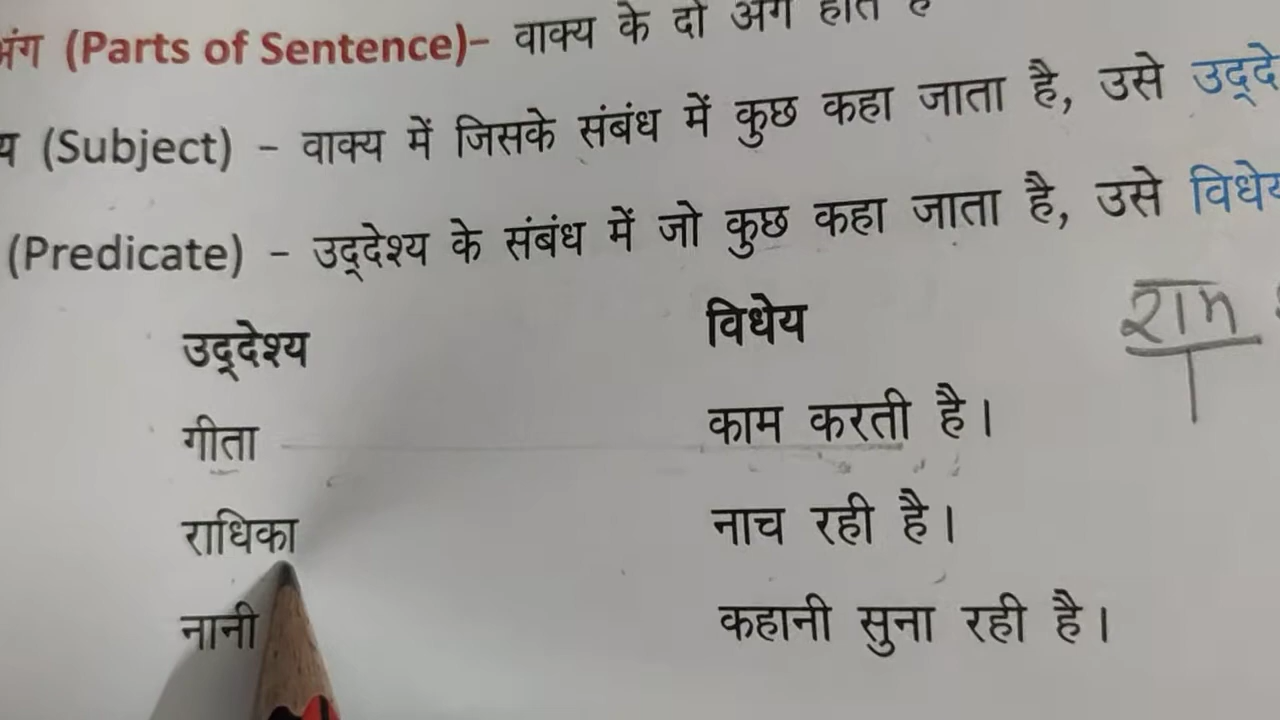 अंग (Parts of Sentence)- वाक्य के दो अंग होते है
य (Subject) - वाक्य में जिसके संबंध में कुछ कहा जाता है, उसे उद्दे
(Predicate) - उद्देश्य के संबंध में जो कुछ कहा जाता है, उसे विधेय
उद्देश्य विधेय
राम
गीता काम करती है।
राधिका नाच रही है।
नानी कहानी सुना रही है।